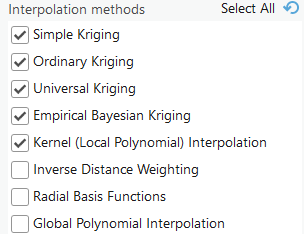 Interpolation methods Select All
Simple Kriging
Ordinary Kriging
Universal Kriging
Empirical Bayesian Kriging
Kernel (Local Polynomial) Interpolation
Inverse Distance Weighting
Radial Basis Functions
Global Polynomial Interpolation